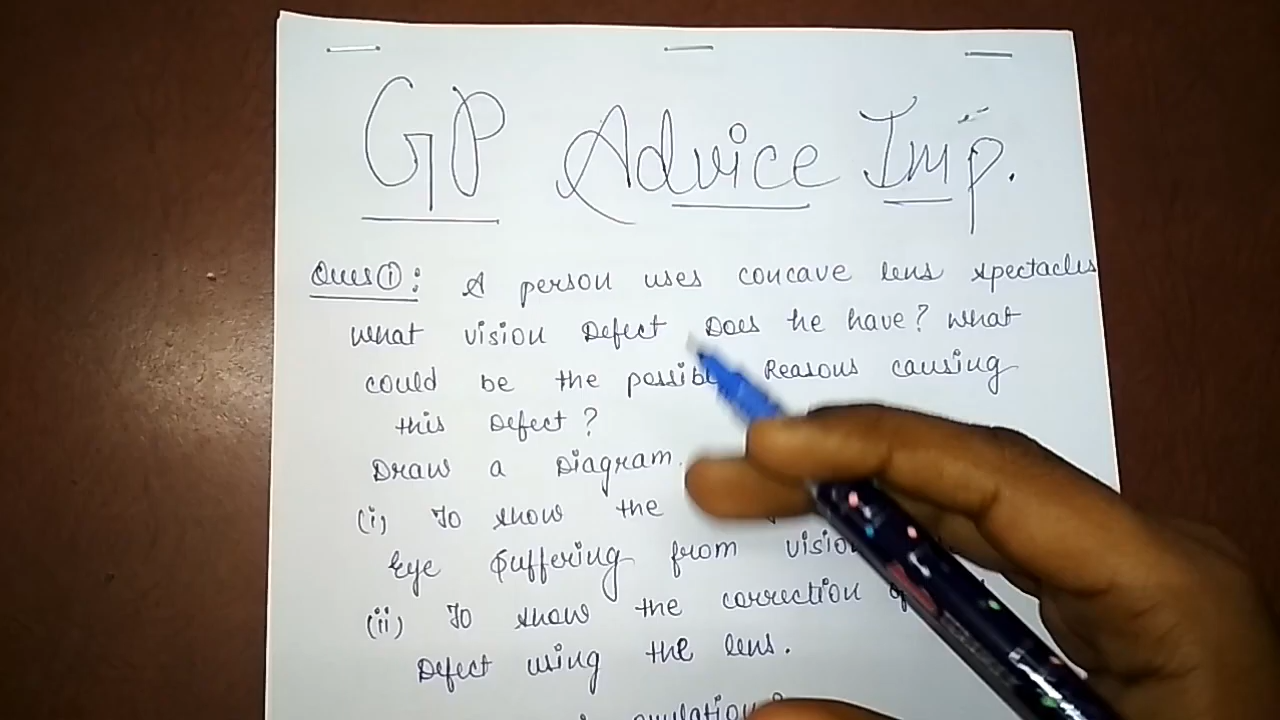 GP Advice Imp.
Ques①: A person uses concave lens spectacles
What vision Defect Does he have? What
could be the possib Reasons causing
this Defect?
Draw a Diagram.
(i) To show the
Eye Suffering from vision
(ii) To show the correction of
Defect using the lens.